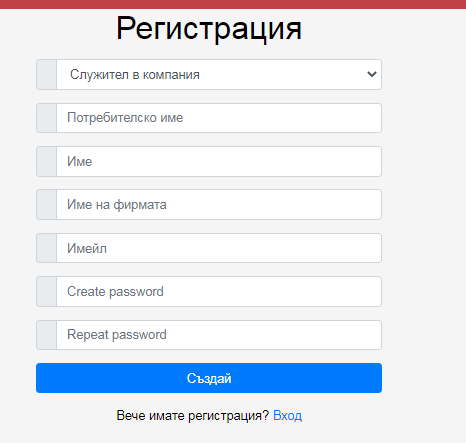 Регистрация
Служител в компания
Потребителско име
Име
Име на фирмата
Имейл
Create password
Repeat password
Създай
Вече имате регистрация? Вход